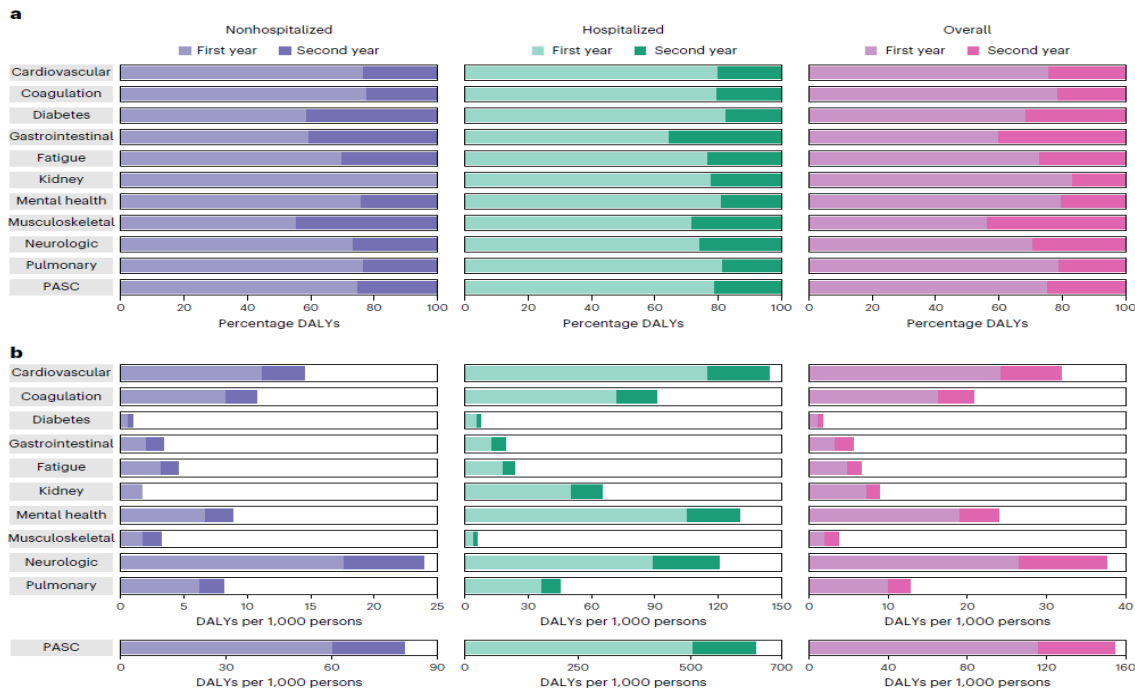 a
Nonhospitalized Hospitalized Overall
First year Second year First year Second year First year Second year
Cardiovascular
Coagulation
Diabetes
Gastrointestinal
Fatigue
Kidney
Mental health
Musculoskeletal
Neurologic
Pulmonary
PASC
0 20 40 60 80 100 0 20 40 60 80 100 0 20 40 60 80 100
Percentage DALYs Percentage DALYs Percentage DALYs
b
Cardiovascular
Coagulation
Diabetes
Gastrointestinal
Fatigue
Kidney
Mental health
Musculoskeletal
Neurologic
Pulmonary
0 5 10 15 20 25 0 30 60 90 120 150 0 10 20 30 40
DALYs per 1,000 persons DALYs per 1,000 persons DALYs per 1,000 persons
PASC
0 30 60 90 0 250 500 700 0 40 80 120 160
DALYs per 1,000 persons DALYs per 1,000 persons DALYs per 1,000 persons